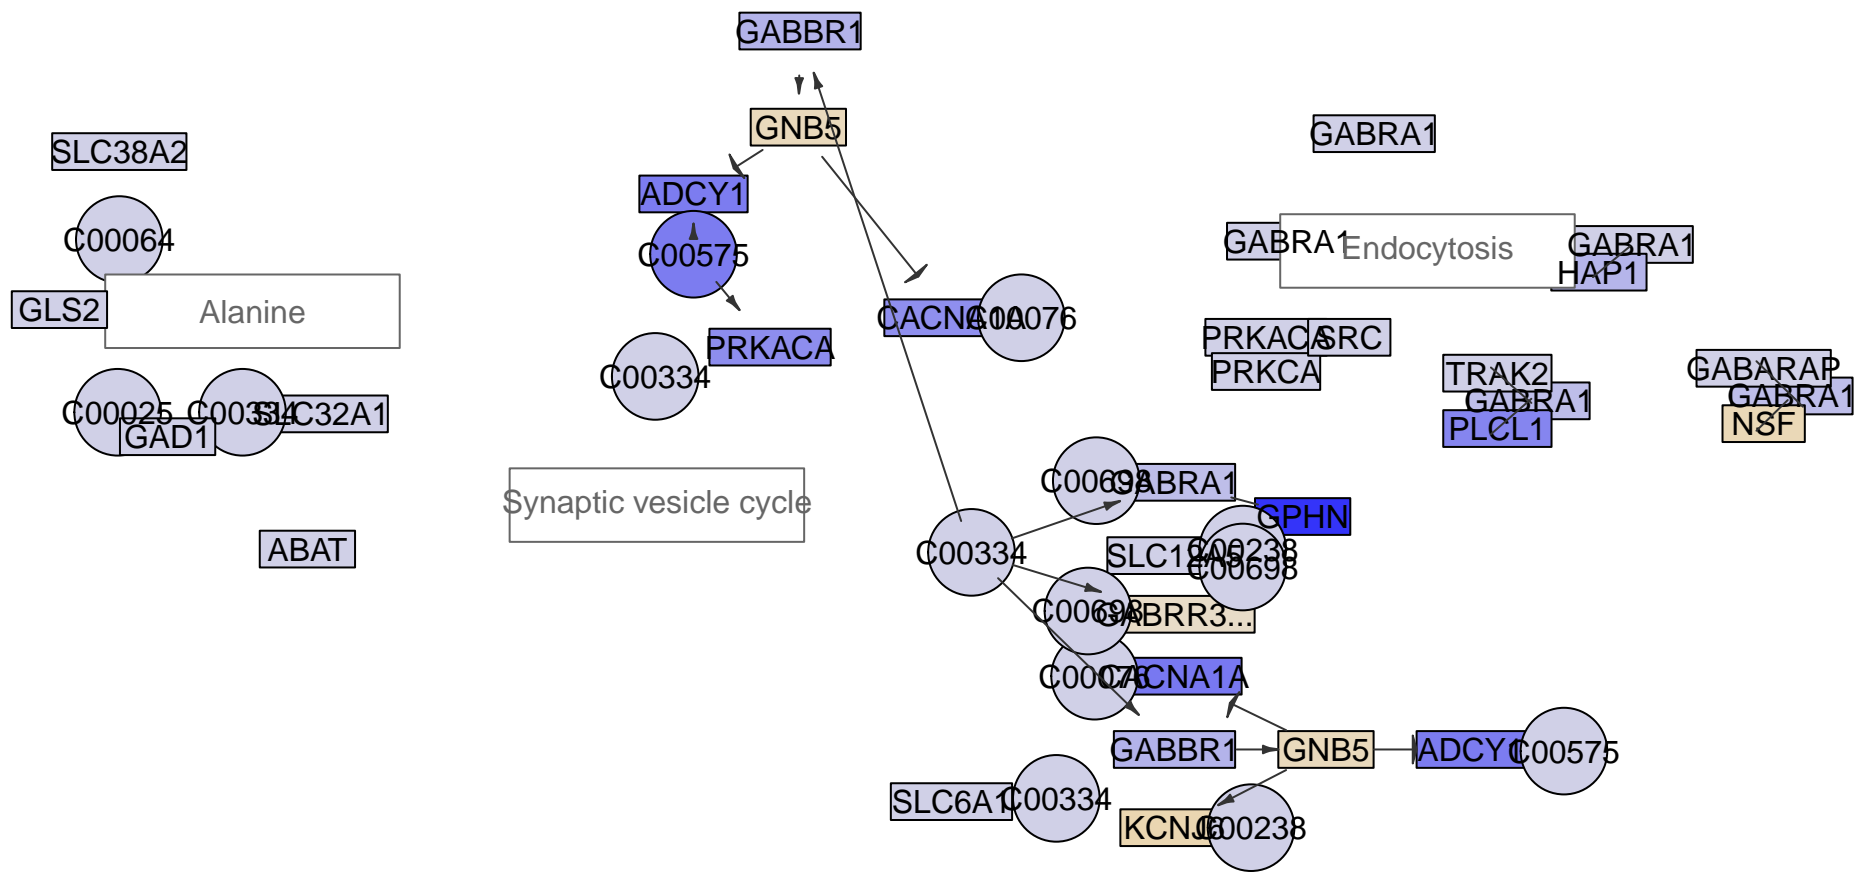 GABBR1
GNB5
SLC38A2
GABRA1
ADCY1
C00064
C00575
GABRA1
Endocytosis
GABRA1
HAP1
GLS2
Alanine
CACNA1A
C00076
PRKACA
C00334
PRKACA
SRC
PRKCA
TRAK2
GABRA1
PLCL1
GABARAP
GABRA1
NSF
C00025
C00334
SLC32A1
GAD1
Synaptic vesicle cycle
C00698
GABRA1
GPHN
ABAT
C00334
SLC12A5
C00238
C00698
C00698
GABRR3...
C00076
CACNA1A
GABBR1
GNB5
ADCY1
C00575
SLC6A1
C00334
KCNJ6
C00238